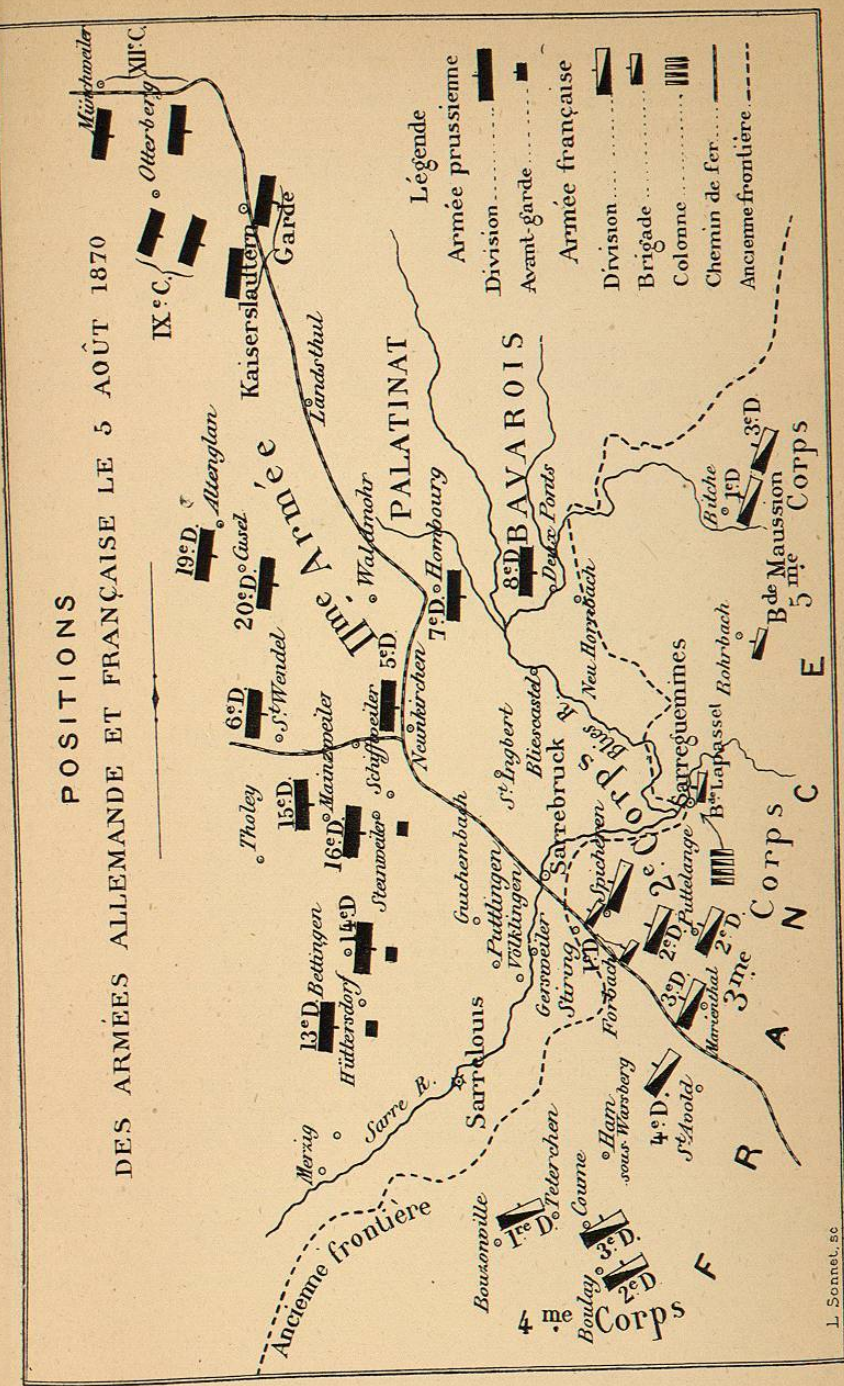 POSITIONS
DES ARMÉES ALLEMANDE ET FRANÇAISE LE 5 AOÛT 1870
Münchweiler
XIIe C.
Otterberg
IXe C.
Kaiserslautern
Garde
Landsthul
19e D.
Altenglan
20e D.
Cusel
IIme Armée
Waldmohr
PALATINAT
BAVAROIS
7e D.
Hombourg
8e D.
Deux Ponts
6e D.
St Wendel
5e D.
Neunkirchen
Schiffweiler
Tholey
15e D.
Mainzweiler
16e D.
Stennweiler
Bettingen
14e D
13e D
Hüttersdorf
Merzig
Sarre R.
Sarrelouis
Ancienne frontière
Guichembach
Puttlingen
Völklingen
Gersweiler
Stiring
St Ingbert
Bliescastel
Blies R.
Neu Hornbach
Sarrebruck
Spicheren
1e D.
Forbach
2e Corps
2e D.
3e D.
Puttelange
2e D.
Marienthal
3me Corps
4e D.
St Avold
Ham
sous Warsberg
Sarreguemines
Bde Lapasset
Rohrbach
Bitche
1e D
3e D.
Bde Maussion
5me Corps
Bouzonville
1re D.
Teterchen
Coume
3e D.
Boulay
2e D
4me Corps
FRANCE
Légende
Armée prussienne
Division
Avant-garde
Armée française
Division
Brigade
Colonne
Chemin de fer
Ancienne frontière
L. Sonnet, sc